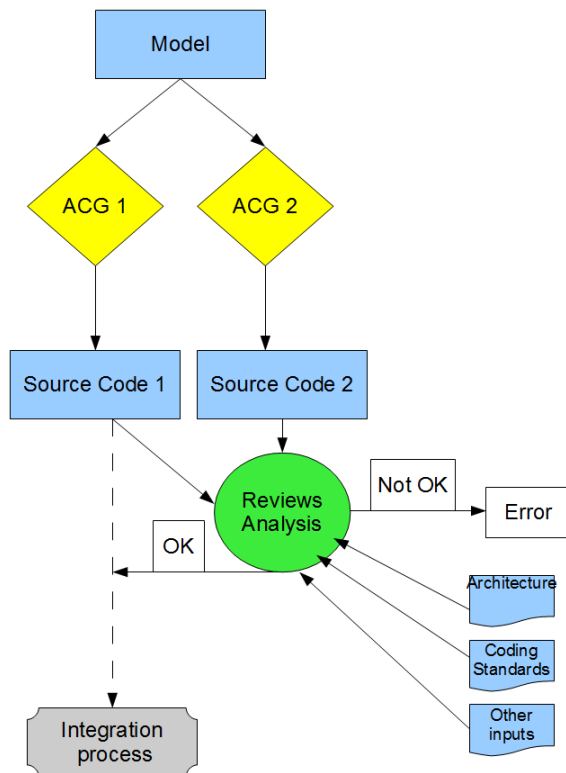 Model
ACG 1
ACG 2
Source Code 1
Source Code 2
Reviews
Analysis
Not OK
Error
OK
Architecture
Coding
Standards
Other
inputs
Integration
process